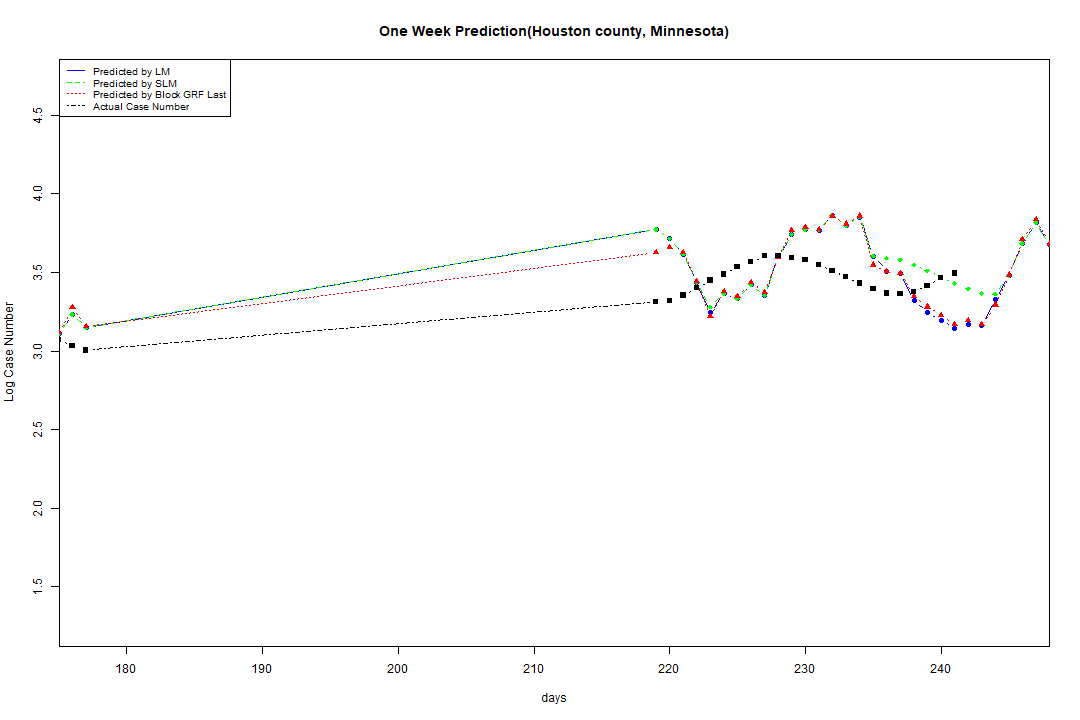 One Week Prediction(Houston county, Minnesota)
Predicted by LM
Predicted by SLM
Predicted by Block GRF Last
Actual Case Number
Log Case Number
4.5
4.0
3.5
3.0
2.5
2.0
1.5
180 190 200 210 220 230 240
days